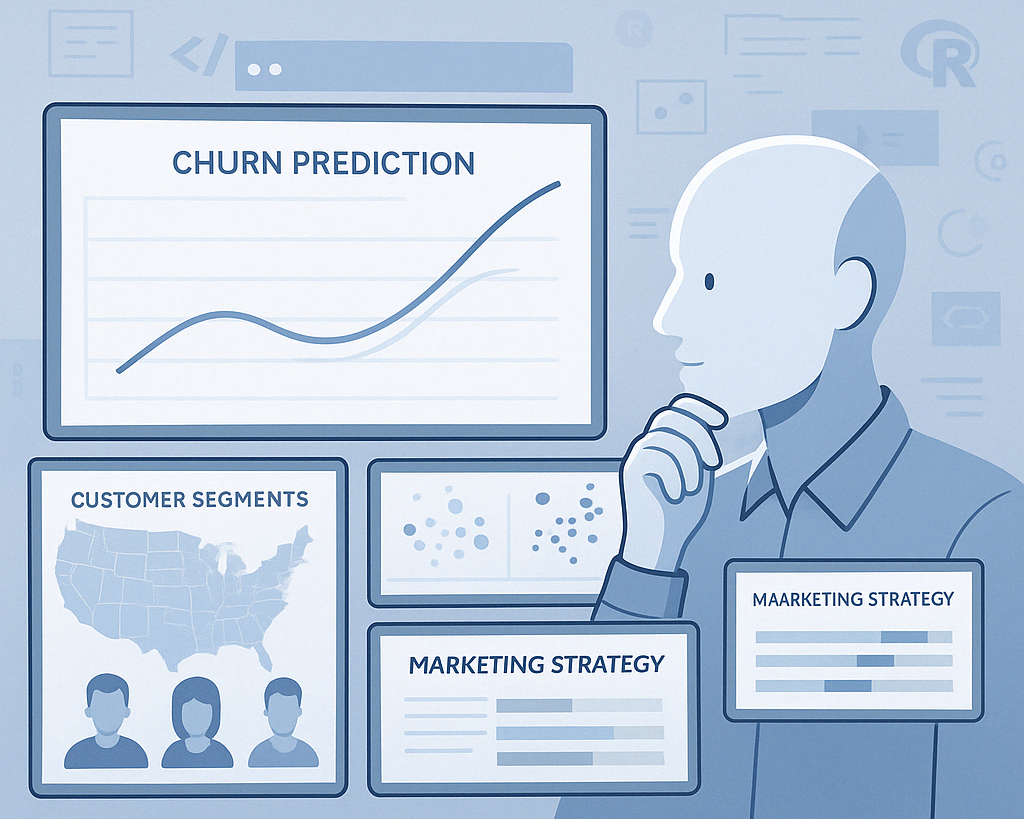 </>
R
R
CHURN PREDICTION
CUSTOMER SEGMENTS
MARKETING STRATEGY
MAARKETING STRATEGY